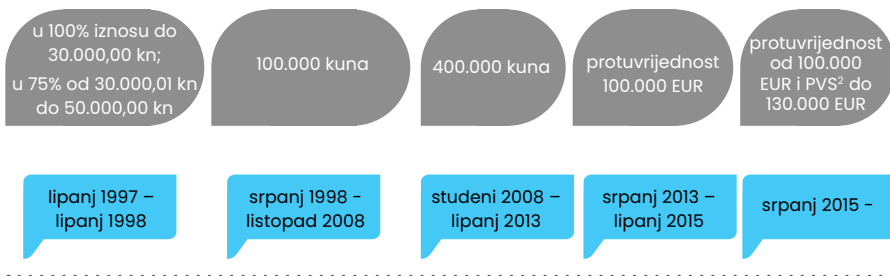 u 100% iznosu do
30.000,00 kn;
u 75% od 30.000,01 kn
do 50.000,00 kn
100.000 kuna
400.000 kuna
protuvrijednost
100.000 EUR
protuvrijednost
od 100.000
EUR i PVS² do
130.000 EUR
lipanj 1997 –
lipanj 1998
srpanj 1998 -
listopad 2008
studeni 2008 –
lipanj 2013
srpanj 2013 –
lipanj 2015
srpanj 2015 -